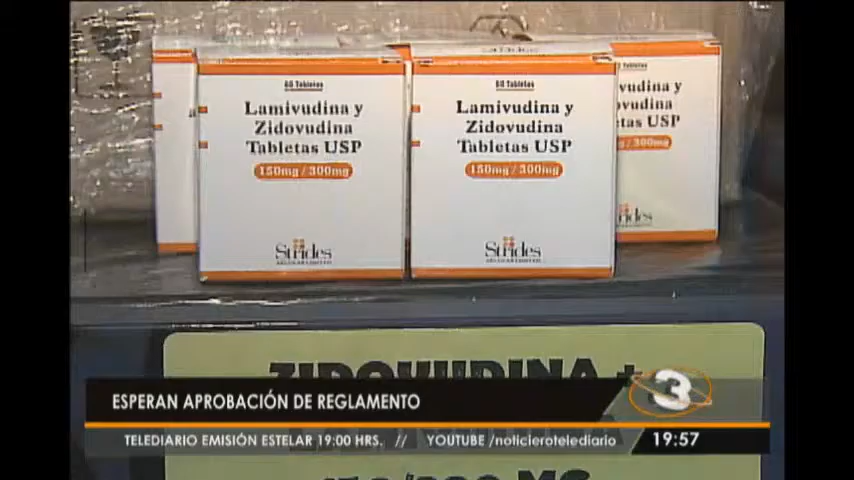 60 Tabletas
Lamivudina y
Zidovudina
Tabletas USP
150mg / 300mg
Strides
60 Tabletas
Lamivudina y
Zidovudina
Tabletas USP
150mg / 300mg
Strides
Tabletas
vudina y
ovudina
tas USP
/ 300mg
ZIDOVUDINA +
ESPERAN APROBACIÓN DE REGLAMENTO
3
TELEDIARIO EMISIÓN ESTELAR 19:00 HRS. // YOUTUBE /noticierotelediario
19:57